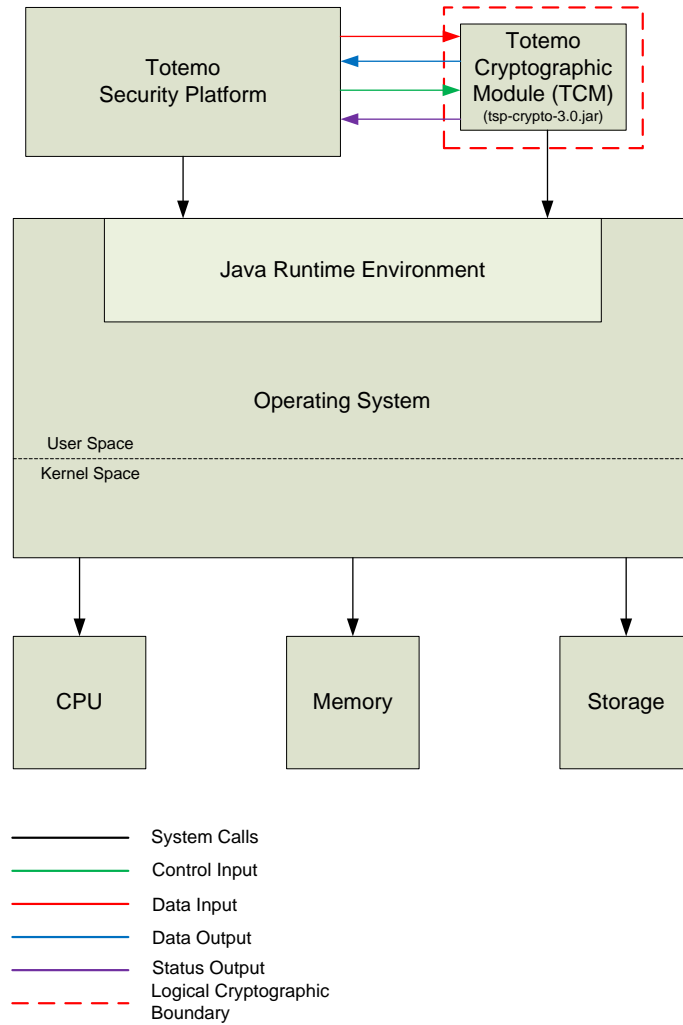 Totemo
Security Platform
Totemo
Cryptographic
Module (TCM)
(tsp-crypto-3.0.jar)
Java Runtime Environment
Operating System
User Space
Kernel Space
CPU
Memory
Storage
System Calls
Control Input
Data Input
Data Output
Status Output
Logical Cryptographic
Boundary